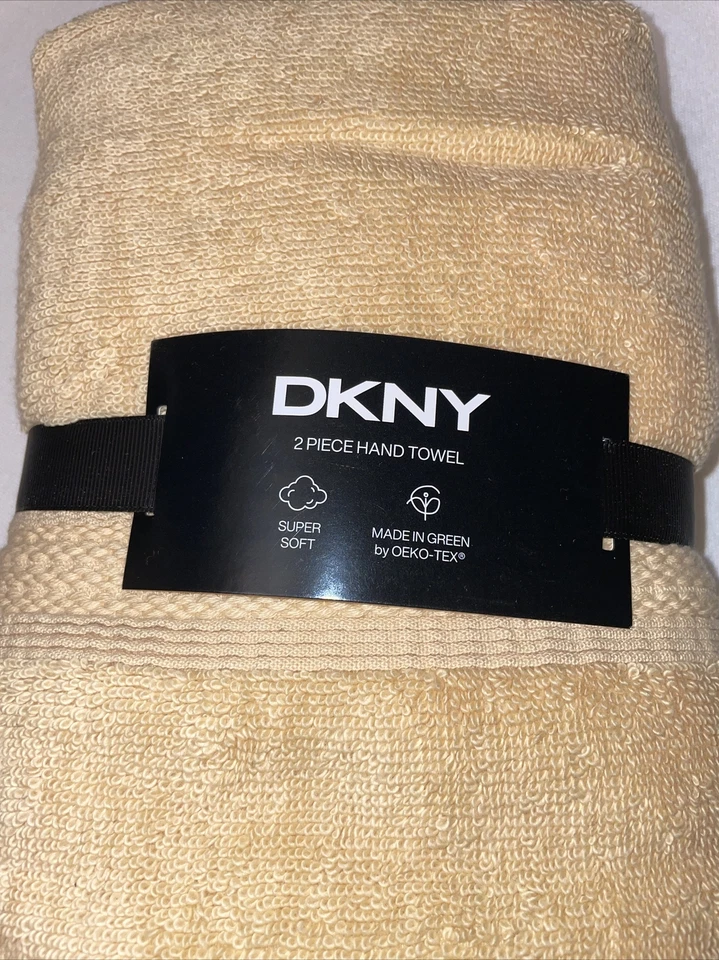 DKNY
2 PIECE HAND TOWEL
SUPER
SOFT
MADE IN GREEN
by OEKO-TEX®